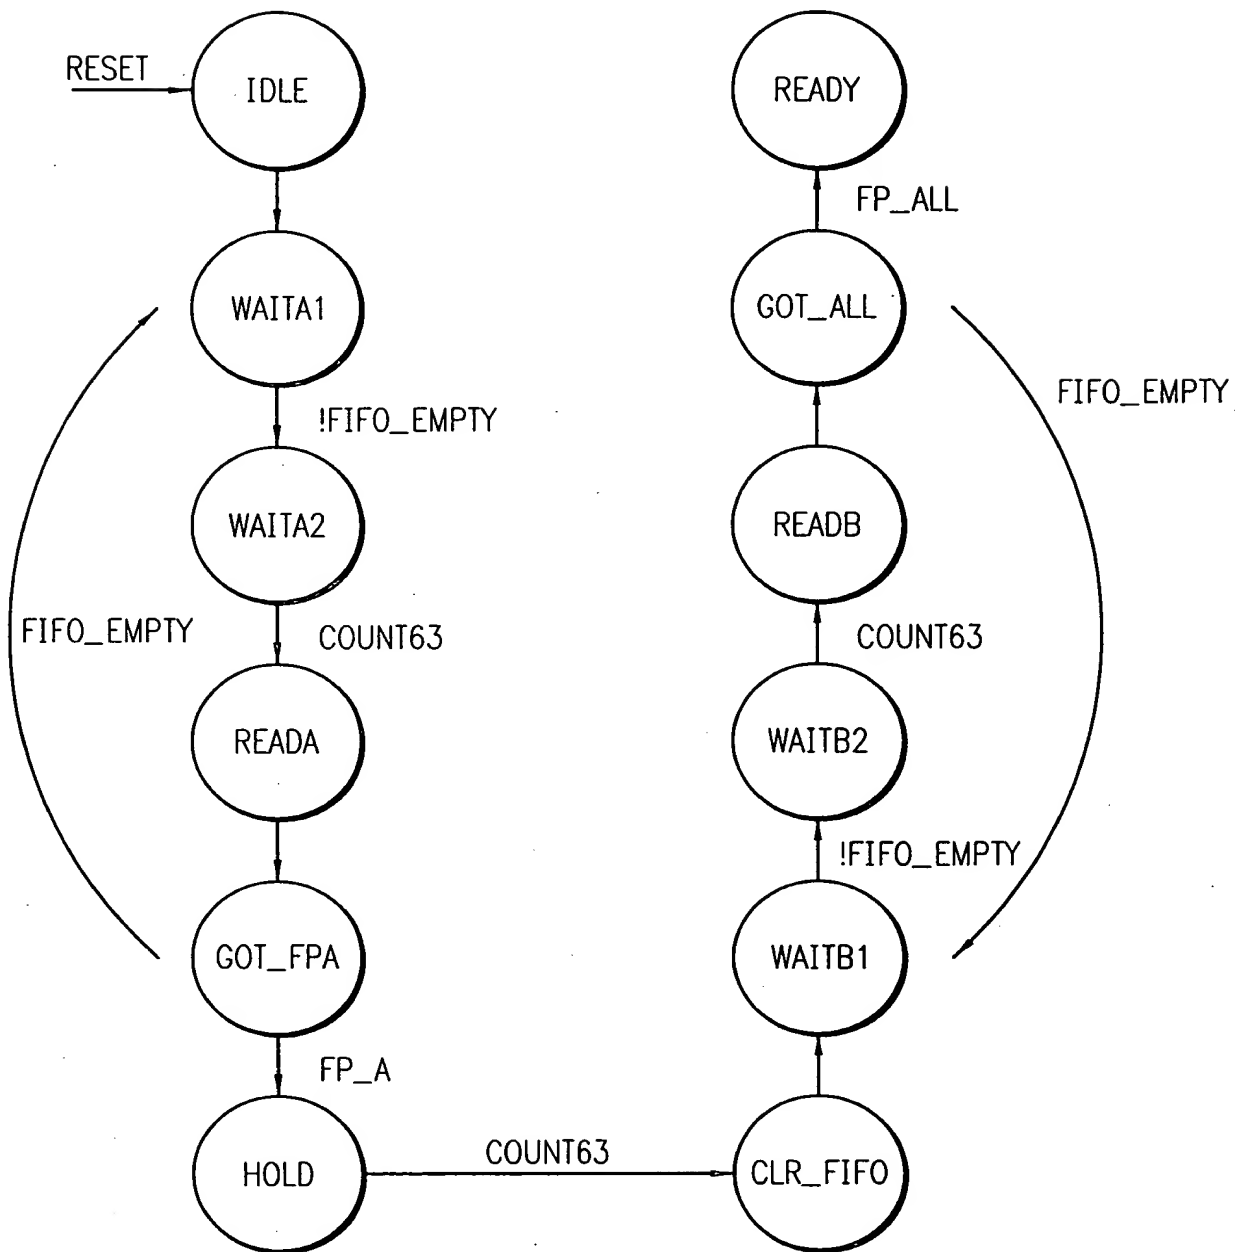 RESET
IDLE
READY
FP_ALL
WAITA1
GOT_ALL
!FIFO_EMPTY
FIFO_EMPTY
WAITA2
READB
FIFO_EMPTY
COUNT63
COUNT63
READA
WAITB2
!FIFO_EMPTY
GOT_FPA
WAITB1
FP_A
HOLD
COUNT63
CLR_FIFO